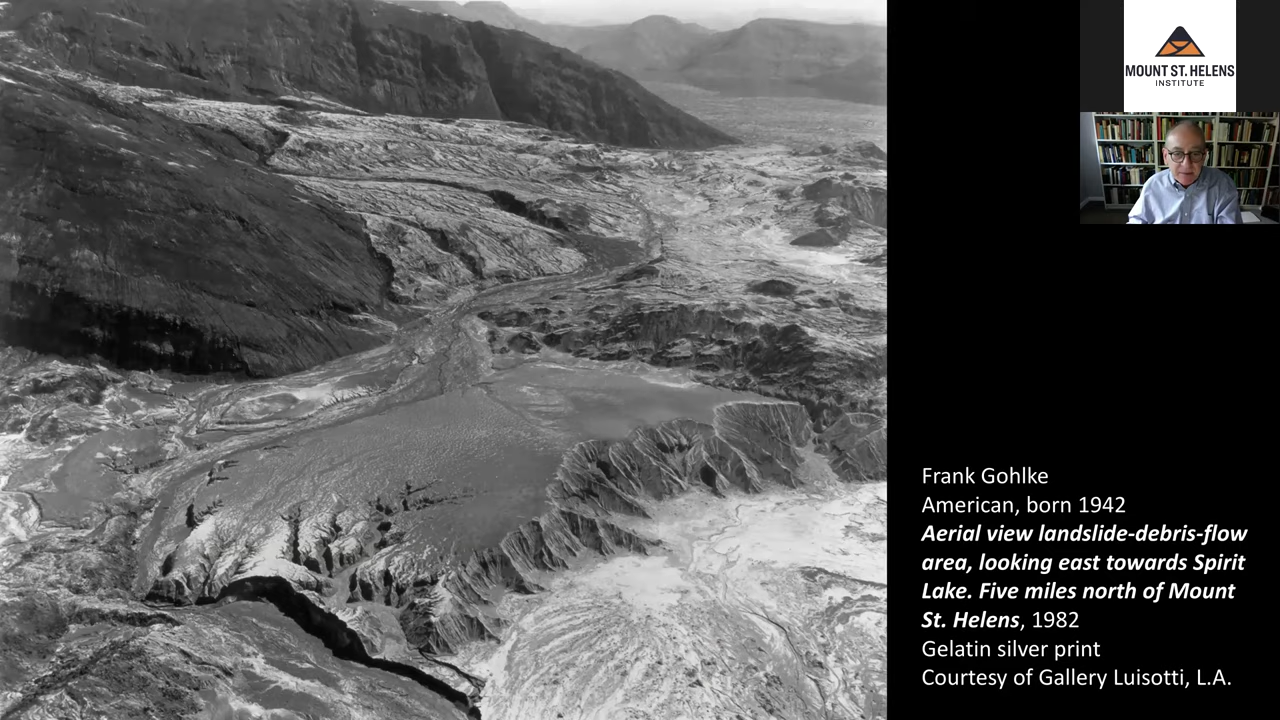 MOUNT ST. HELENS
INSTITUTE
Frank Gohlke
American, born 1942
Aerial view landslide-debris-flow
area, looking east towards Spirit
Lake. Five miles north of Mount
St. Helens, 1982
Gelatin silver print
Courtesy of Gallery Luisotti, L.A.